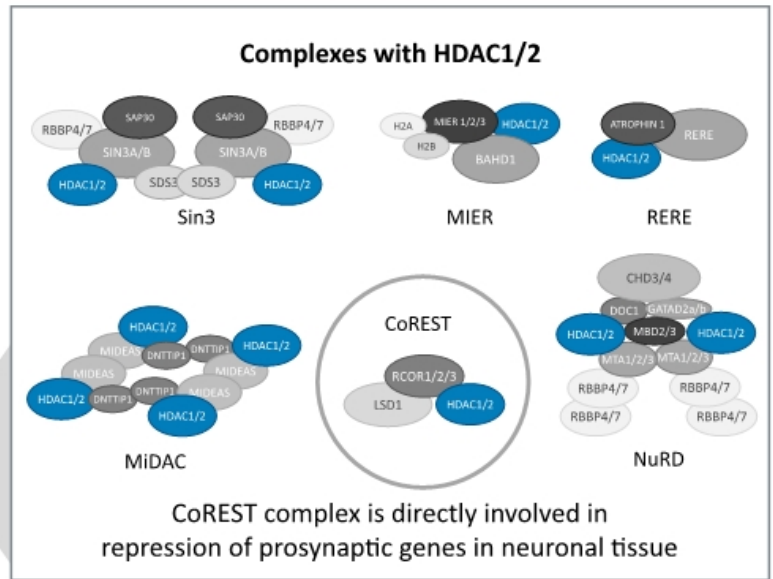 Complexes with HDAC1/2
SAP30
SAP30
RBBP4/7
RBBP4/7
SIN3A/B
SIN3A/B
HDAC1/2
SDS3
SDS3
HDAC1/2
Sin3
MIER 1/2/3
HDAC1/2
H2A
H2B
BAHD1
MIER
ATROPHIN 1
RERE
HDAC1/2
RERE
HDAC1/2
MIDEAS
DNTTIP1
DNTTIP1
HDAC1/2
MIDEAS
MIDEAS
DNTTIP1
MIDEAS
HDAC1/2
DNTTIP1
HDAC1/2
MiDAC
CoREST
RCOR1/2/3
LSD1
HDAC1/2
CHD3/4
DOC1
GATAD2a/b
HDAC1/2
MBD2/3
HDAC1/2
MTA1/2/3
MTA1/2/3
RBBP4/7
RBBP4/7
RBBP4/7
RBBP4/7
NuRD
CoREST complex is directly involved in
repression of prosynaptic genes in neuronal tissue